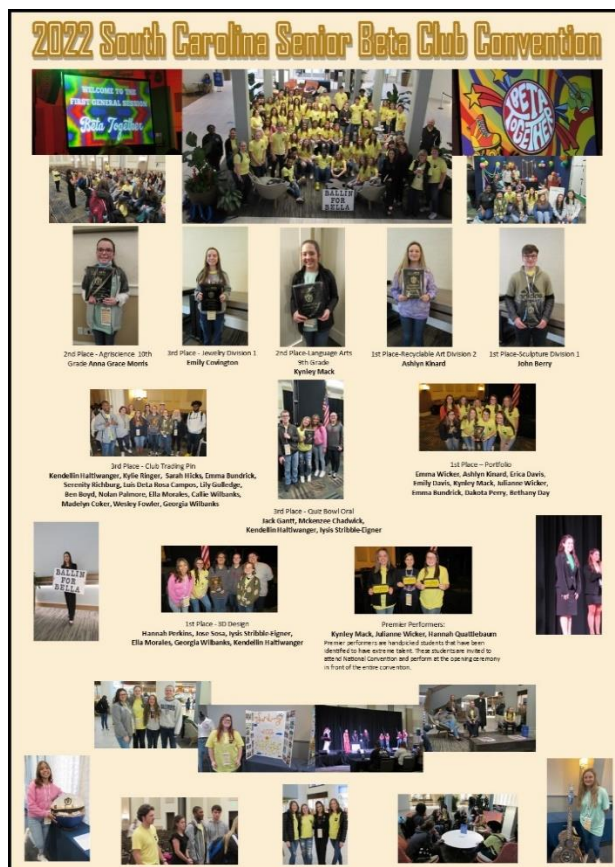 2022 South Carolina Senior Beta Club Convention
WELCOME TO THE
FIRST GENERAL SESSION
Beta Together
BETA
TOGETHER
BALLIN
FOR
BELLA
2nd Place - Agriscience 10th
Grade Anna Grace Morris
3rd Place - Jewelry Division 1
Emily Covington
2nd Place-Language Arts
9th Grade
Kynley Mack
1st Place-Recyclable Art Division 2
Ashlyn Kinard
1st Place-Sculpture Division 1
John Berry
3rd Place - Club Trading Pin
Kendellin Haltiwanger, Kylie Ringer, Sarah Hicks, Emma Bundrick,
Serenity Richburg, Luis DeLa Rosa Campos, Lily Gulledge,
Ben Boyd, Nolan Palmore, Ella Morales, Callie Wilbanks,
Madelyn Coker, Wesley Fowler, Georgia Wilbanks
3rd Place - Quiz Bowl Oral
Jack Gantt, Mckenzee Chadwick,
Kendellin Haltiwanger, Iysis Stribble-Eigner
1st Place – Portfolio
Emma Wicker, Ashlyn Kinard, Erica Davis,
Emily Davis, Kynley Mack, Julianne Wicker,
Emma Bundrick, Dakota Perry, Bethany Day
BALLIN
FOR
BELLA
1st Place - 3D Design
Hannah Perkins, Jose Sosa, Iysis Stribble-Eigner,
Ella Morales, Georgia Wilbanks, Kendellin Haltiwanger
Premier Performers:
Kynley Mack, Julianne Wicker, Hannah Quattlebaum
Premier performers are handpicked students that have been
identified to have extreme talent. These students are invited to
attend National Convention and perform at the opening ceremony
in front of the entire convention.